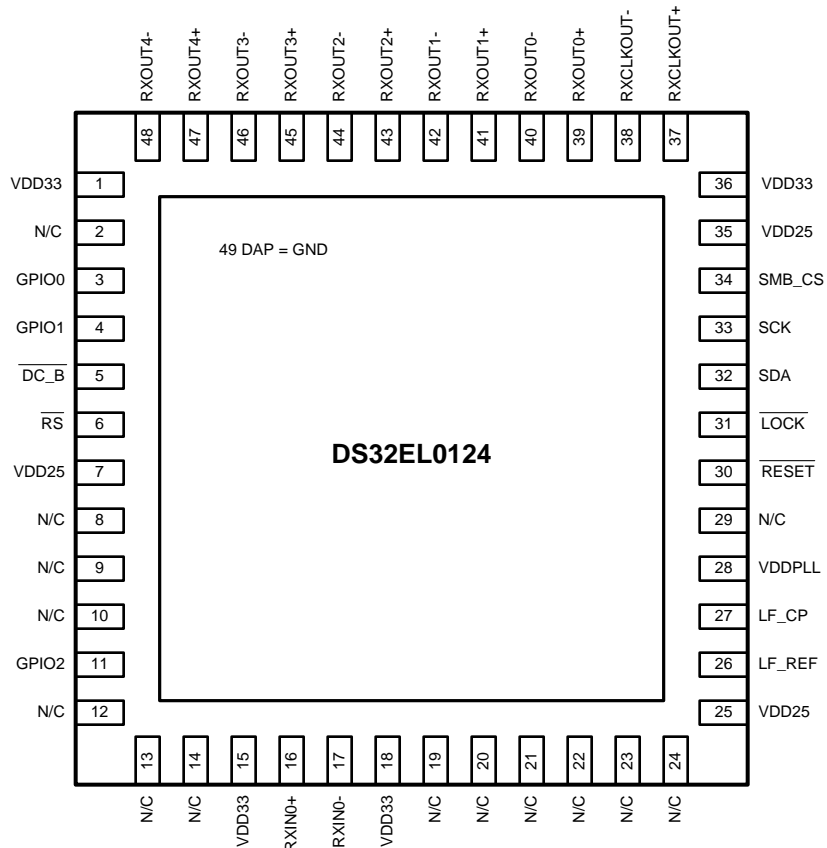 RXOUT4-
RXOUT4+
RXOUT3-
RXOUT3+
RXOUT2-
RXOUT2+
RXOUT1-
RXOUT1+
RXOUT0-
RXOUT0+
RXCLKOUT-
RXCLKOUT+
48
47
46
45
44
43
42
41
40
39
38
37
VDD33 1
N/C 2
GPIO0 3
GPIO1 4
DC_B 5
RS 6
VDD25 7
N/C 8
N/C 9
N/C 10
GPIO2 11
N/C 12
49 DAP = GND
DS32EL0124
36 VDD33
35 VDD25
34 SMB_CS
33 SCK
32 SDA
31 LOCK
30 RESET
29 N/C
28 VDDPLL
27 LF_CP
26 LF_REF
25 VDD25
13
14
15
16
17
18
19
20
21
22
23
24
N/C
N/C
VDD33
RXIN0+
RXIN0-
VDD33
N/C
N/C
N/C
N/C
N/C
N/C